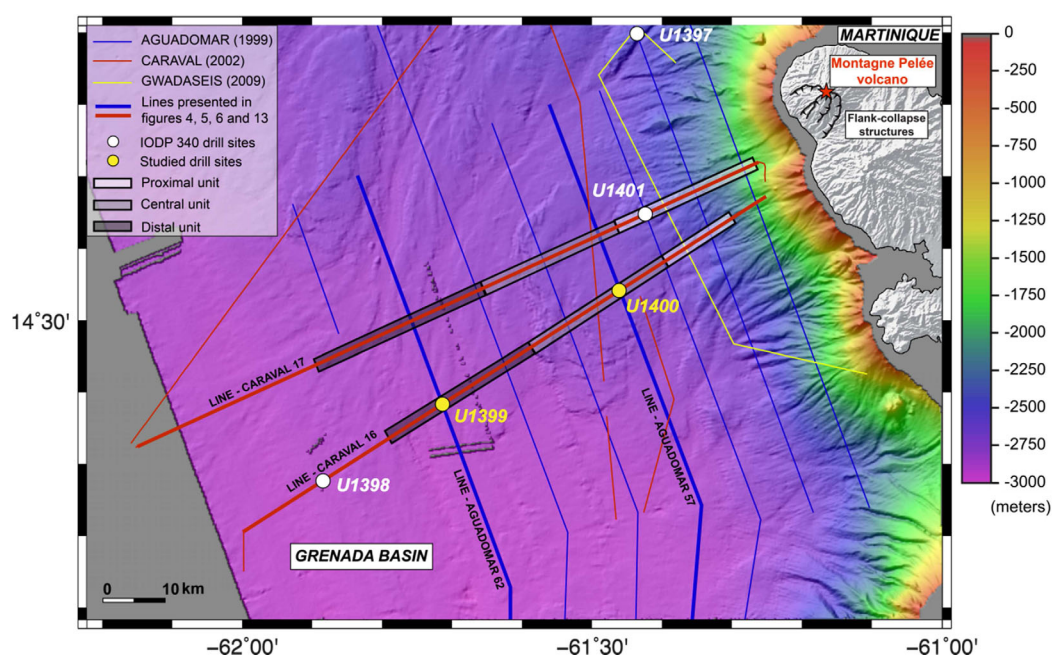 AGUADOMAR (1999)
CARAVAL (2002)
GWADASEIS (2009)
Lines presented in
figures 4, 5, 6 and 13
IODP 340 drill sites
Studied drill sites
Proximal unit
Central unit
Distal unit
U1397
MARTINIQUE
Montagne Pelée
volcano
Flank-collapse
structures
U1401
U1400
U1399
U1398
LINE - CARAVAL 17
LINE - CARAVAL 16
LINE - AGUADOMAR 57
LINE - AGUADOMAR 62
GRENADA BASIN
0 10 km
14°30'
−62°00'
−61°30'
−61°00'
0
−250
−500
−750
−1000
−1250
−1500
−1750
−2000
−2250
−2500
−2750
−3000
(meters)